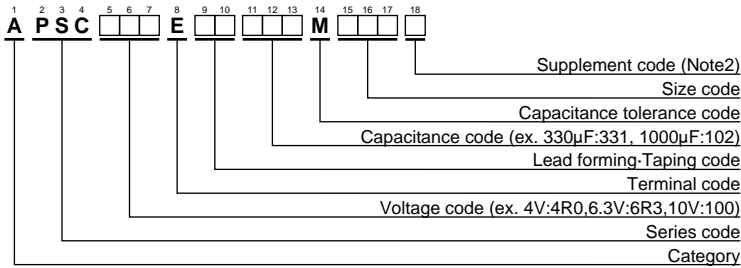 1 2 3 4 5 6 7 8 9 10 11 12 13 14 15 16 17 18
A PSC E M
Supplement code (Note2)
Size code
Capacitance tolerance code
Capacitance code (ex. 330μF:331, 1000μF:102)
Lead forming·Taping code
Terminal code
Voltage code (ex. 4V:4R0,6.3V:6R3,10V:100)
Series code
Category